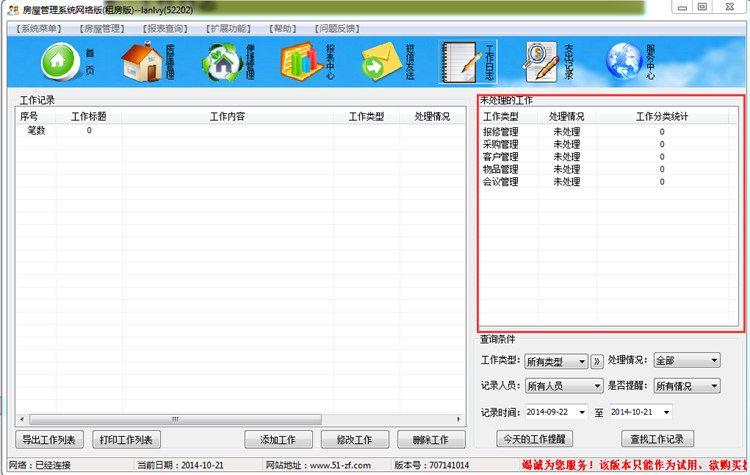 房屋管理系统网络版(租房版)--lanlvy(52202)
【系统菜单】 【房屋管理】 【报表查询】 【扩展功能】 【帮助】 【问题反馈】
首页 房屋管理 便捷管理 报表中心 短信发送 工作日志 支出记录 服务中心
工作记录
序号 工作标题 工作内容 工作类型 处理情况
笔数 0
未处理的工作
工作类型 处理情况 工作分类统计
报修管理 未处理 0
采购管理 未处理 0
客户管理 未处理 0
物品管理 未处理 0
会议管理 未处理 0
查询条件
工作类型: 所有类型 » 处理情况: 全部
记录人员: 所有人员 是否提醒: 所有情况
记录时间: 2014-09-22 至 2014-10-21
今天的工作提醒 查找工作记录
导出工作列表 打印工作列表 添加工作 修改工作 删除工作
网络：已经连接 当前日期：2014-10-21 网站地址：www.51-zf.com 版本号：707141014 竭诚为您服务！该版本只能作为试用，欲购买